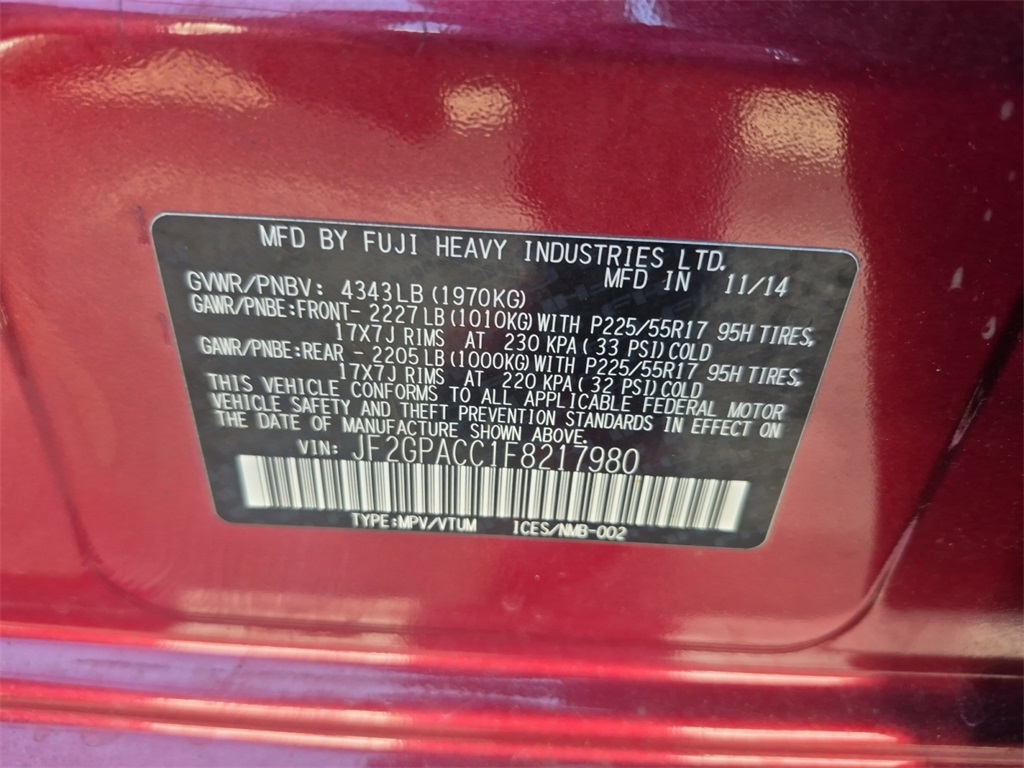 MFD BY FUJI HEAVY INDUSTRIES LTD.
MFD IN 11/14
GVWR/PNBV: 4343LB (1970KG)
GAWR/PNBE:FRONT- 2227LB(1010KG)WITH P225/55R17 95H TIRES,
17X7J RIMS AT 230 KPA( 33 PSI)COLD
GAWR/PNBE:REAR - 2205LB(1000KG)WITH P225/55R17 95H TIRES,
17X7J RIMS AT 220 KPA( 32 PSI)COLD
THIS VEHICLE CONFORMS TO ALL APPLICABLE FEDERAL MOTOR
VEHICLE SAFETY AND THEFT PREVENTION STANDARDS IN EFFECT ON
THE DATE OF MANUFACTURE SHOWN ABOVE.
VIN: JF2GPACC1F8217980
TYPE:MPV/VTUM ICES/NMB-002